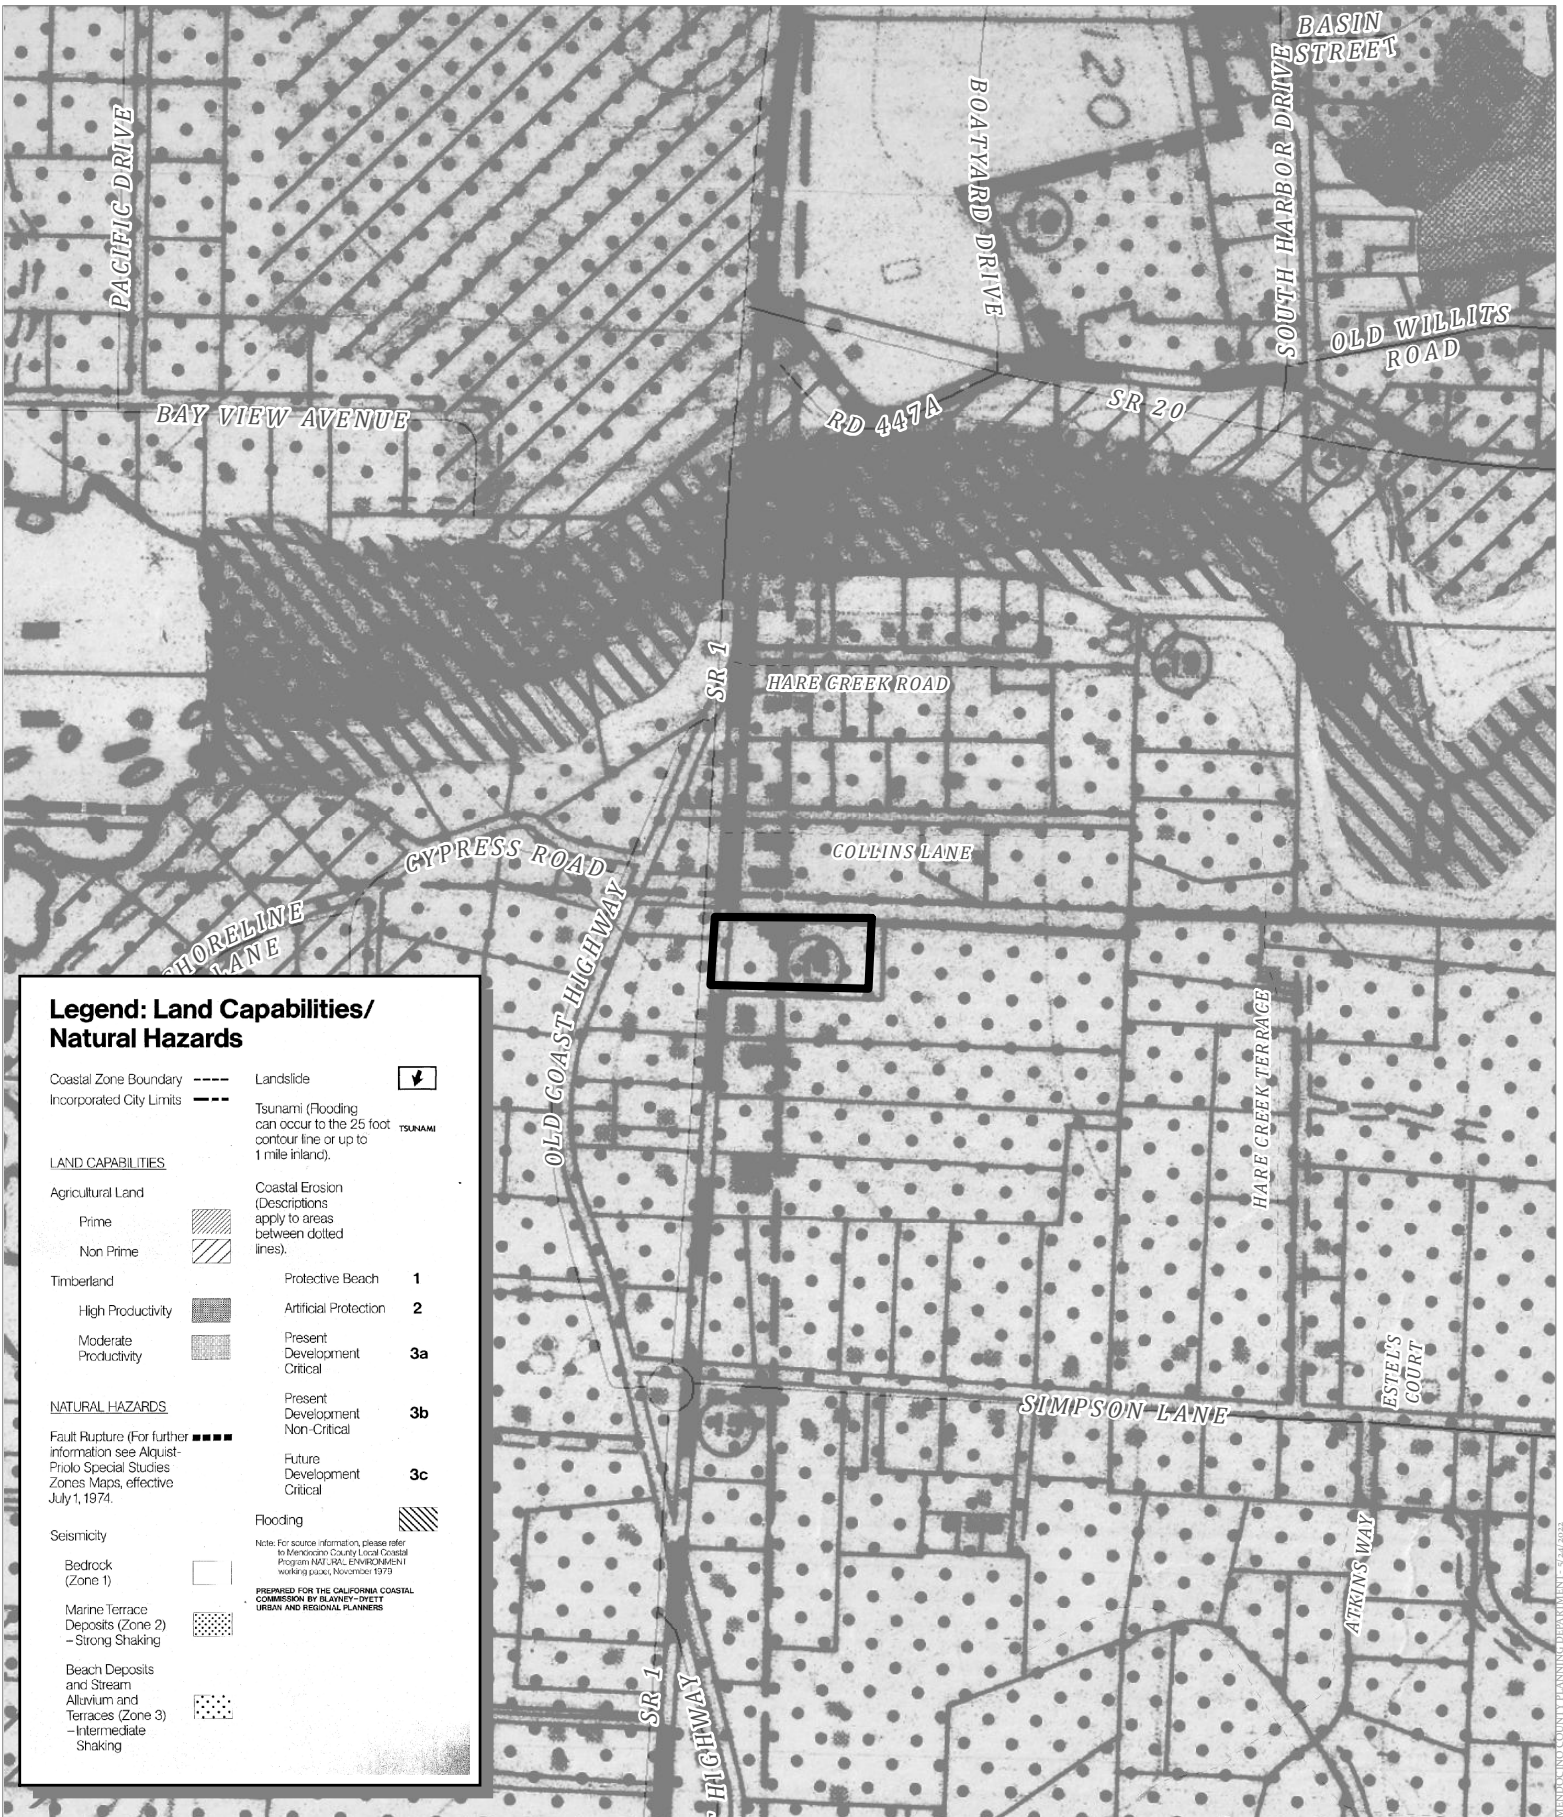 BASIN
STREET
PACIFIC DRIVE
BOATYARD DRIVE
20
SOUTH HARBOR DRIVE
OLD WILLITS
ROAD
BAY VIEW AVENUE
RD 447A
SR 20
SR 1
HARE CREEK ROAD
COLLINS LANE
CYPRESS ROAD
SHORELINE
LANE
OLD COAST HIGHWAY
HARE CREEK TERRACE
ESTEL'S
COURT
SIMPSON LANE
ATKINS WAY
SR 1
HIGHWAY
Legend: Land Capabilities/
Natural Hazards
Coastal Zone Boundary
Incorporated City Limits
LAND CAPABILITIES
Agricultural Land
Prime
Non Prime
Timberland
High Productivity
Moderate
Productivity
NATURAL HAZARDS
Fault Rupture (For further
information see Alquist-
Priolo Special Studies
Zones Maps, effective
July 1, 1974.
Seismicity
Bedrock
(Zone 1)
Marine Terrace
Deposits (Zone 2)
–Strong Shaking
Beach Deposits
and Stream
Alluvium and
Terraces (Zone 3)
–Intermediate
Shaking
Landslide
Tsunami (Flooding
can occur to the 25 foot
contour line or up to
1 mile inland).
TSUNAMI
Coastal Erosion
(Descriptions
apply to areas
between dotted
lines).
Protective Beach 1
Artificial Protection 2
Present
Development 3a
Critical
Present
Development 3b
Non-Critical
Future
Development 3c
Critical
Flooding
Note: For source information, please refer
to Mendocino County Local Coastal
Program NATURAL ENVIRONMENT
working paper, November 1979
PREPARED FOR THE CALIFORNIA COASTAL
COMMISSION BY BLAYNEY-DYETT
URBAN AND REGIONAL PLANNERS
MENDOCINO COUNTY PLANNING DEPARTMENT - 5/24/2022